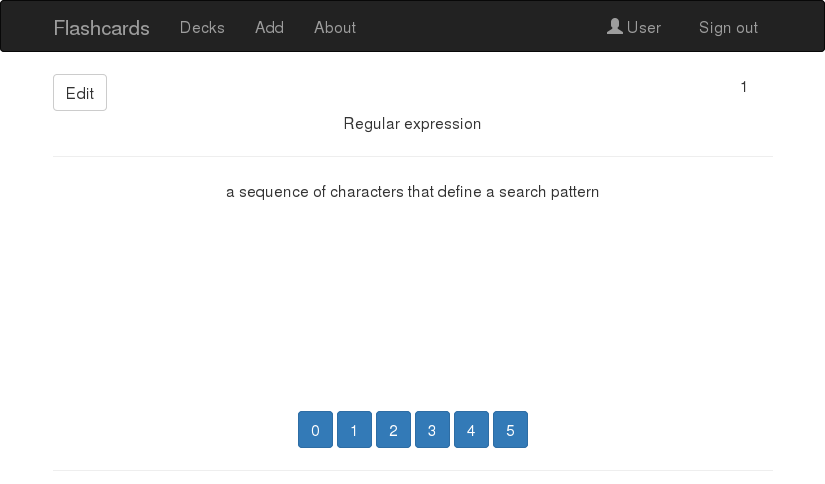 Flashcards Decks Add About User Sign out
Edit 1
Regular expression
a sequence of characters that define a search pattern
0 1 2 3 4 5